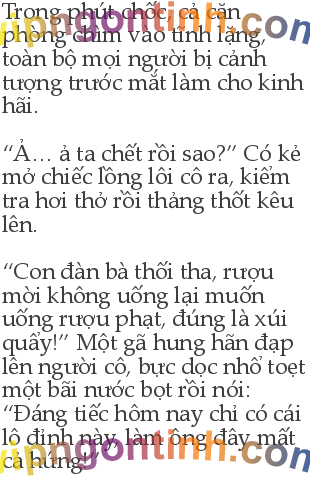 Trong phút chốc, cả căn
phòng chìm vào tĩnh lặng,
toàn bộ mọi người bị cảnh
tượng trước mắt làm cho kinh
hãi.
“Ả… ả ta chết rồi sao?” Có kẻ
mở chiếc lồng lôi cô ra, kiểm
tra hơi thở rồi thảng thốt kêu
lên.
“Con đàn bà thối tha, rượu
mời không uống lại muốn
uống rượu phạt, đúng là xúi
quẩy!” Một gã hung hãn đạp
lên người cô, bực dọc nhổ toẹt
một bãi nước bọt rồi nói:
“Đáng tiếc hôm nay chỉ có cái
lô đỉnh này, làm ông đây mất
cả hứng!”
vipngontinh.com
vipngontinh.com